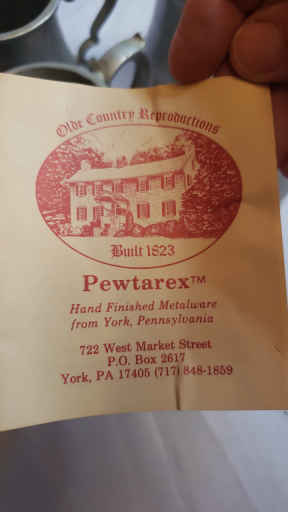 Olde Country Reproductions
Built 1823
Pewtarex™
Hand Finished Metalware
from York, Pennsylvania
722 West Market Street
P.O. Box 2617
York, PA 17405 (717) 848-1859